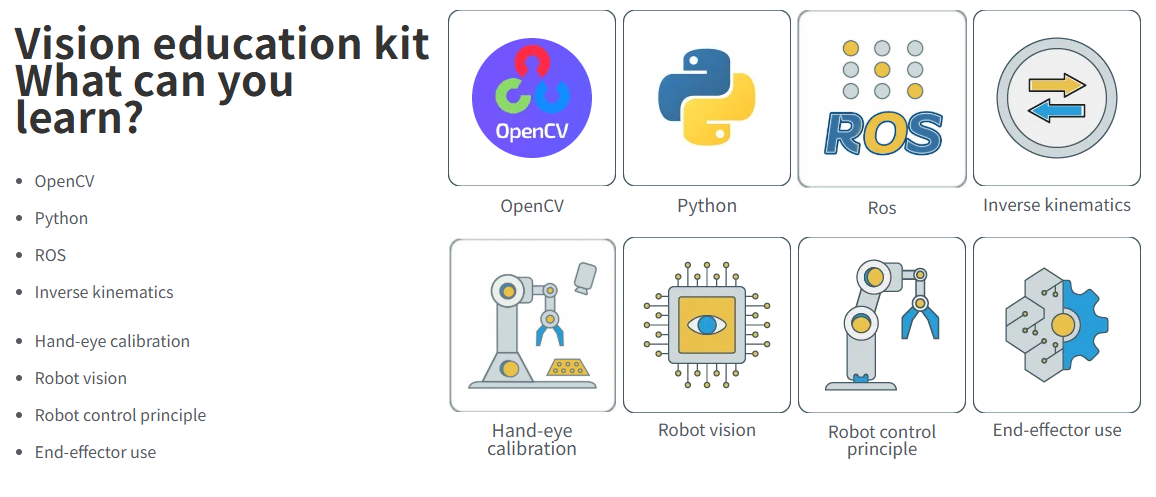 Vision education kit
What can you
learn?
• OpenCV
• Python
• ROS
• Inverse kinematics
• Hand-eye calibration
• Robot vision
• Robot control principle
• End-effector use
OpenCV
OpenCV
Python
ROS
Ros
Inverse kinematics
Hand-eye
calibration
Robot vision
Robot control
principle
End-effector use